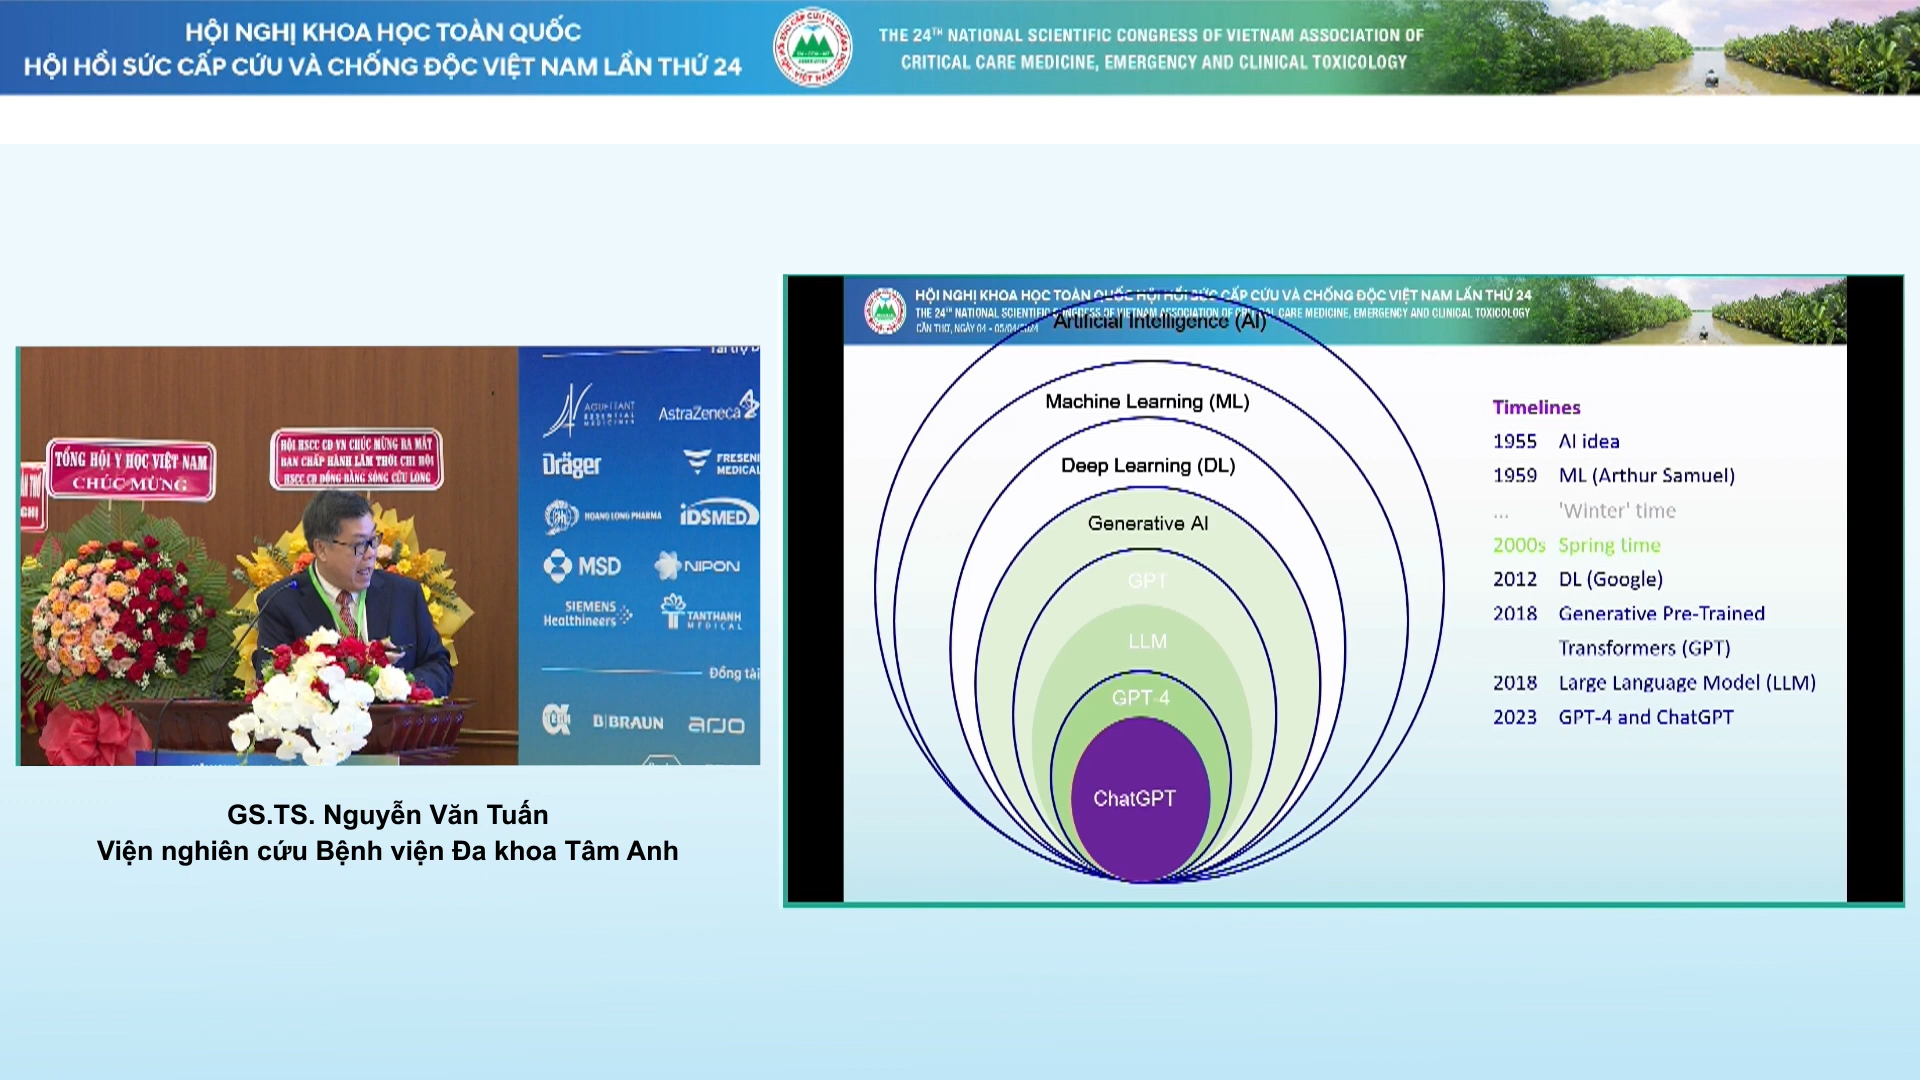 HỘI NGHỊ KHOA HỌC TOÀN QUỐC
HỘI HỒI SỨC CẤP CỨU VÀ CHỐNG ĐỘC VIỆT NAM LẦN THỨ 24
THE 24TH NATIONAL SCIENTIFIC CONGRESS OF VIETNAM ASSOCIATION OF
CRITICAL CARE MEDICINE, EMERGENCY AND CLINICAL TOXICOLOGY
TỔNG HỘI Y HỌC VIỆT NAM
CHÚC MỪNG
HỘI HSCC CĐ VN CHÚC MỪNG RA MẮT
BAN CHẤP HÀNH LÂM THỜI CHI HỘI
HSCC CĐ ĐỒNG BẰNG SÔNG CỬU LONG
AGUETTANT
ESSENTIAL
MEDICINES
AstraZeneca
Dräger
FRESENI
MEDICAL
HOANG LONG PHARMA
iDSMED
MSD
NIPON
SIEMENS
Healthineers
TANTHANH
MEDICAL
Đồng tài
B|BRAUN
arjo
GS.TS. Nguyễn Văn Tuấn
Viện nghiên cứu Bệnh viện Đa khoa Tâm Anh
HỘI NGHỊ KHOA HỌC TOÀN QUỐC HỘI HỒI SỨC CẤP CỨU VÀ CHỐNG ĐỘC VIỆT NAM LẦN THỨ 24
THE 24TH NATIONAL SCIENTIFIC CONGRESS OF VIETNAM ASSOCIATION OF CRITICAL CARE MEDICINE, EMERGENCY AND CLINICAL TOXICOLOGY
CẦN THƠ, NGÀY 04 - 05/04/2024
Artificial Intelligence (AI)
Machine Learning (ML)
Deep Learning (DL)
Generative AI
GPT
LLM
GPT-4
ChatGPT
Timelines
1955 AI idea
1959 ML (Arthur Samuel)
... 'Winter' time
2000s Spring time
2012 DL (Google)
2018 Generative Pre-Trained
Transformers (GPT)
2018 Large Language Model (LLM)
2023 GPT-4 and ChatGPT